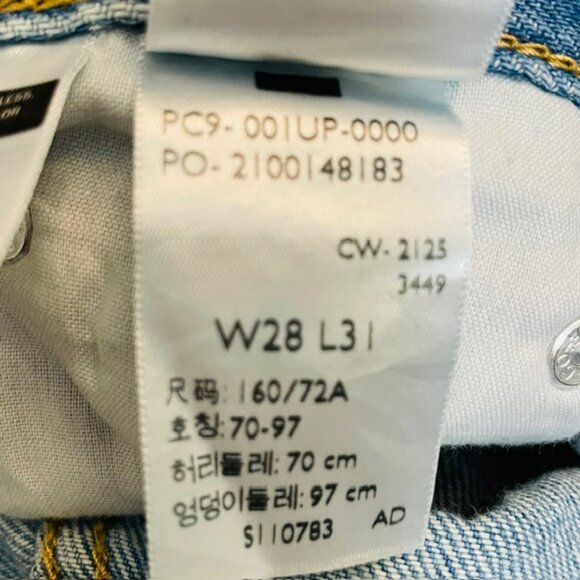 PC9- 001UP-0000
PO- 2100148183
CW- 2125
3449
W28 L31
尺码: 160/72A
호칭: 70-97
허리둘레: 70 cm
엉덩이둘레: 97 cm
S110783 AD